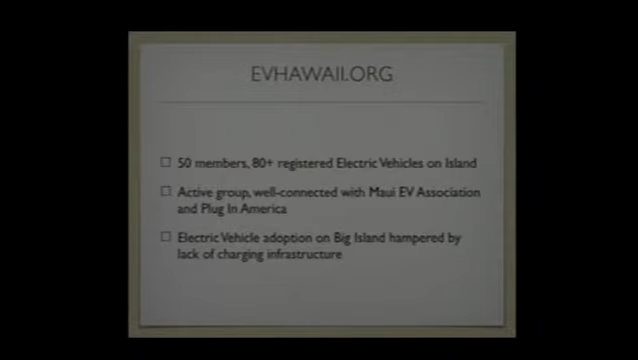 EVHAWAII.ORG
50 members, 80+ registered Electric Vehicles on Island
Active group, well-connected with Maui EV Association
and Plug In America
Electric Vehicle adoption on Big Island hampered by
lack of charging infrastructure